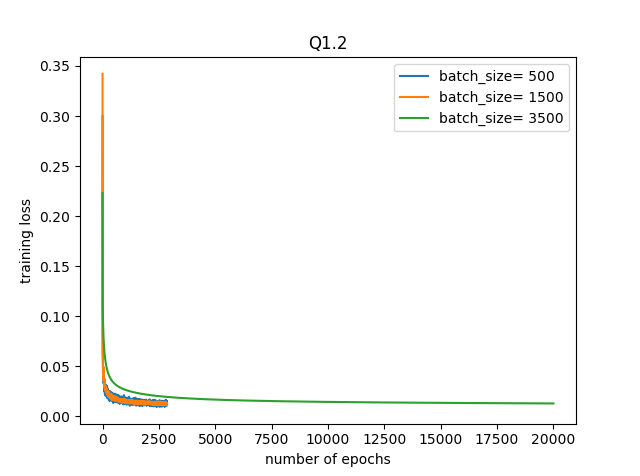 Q1.2
batch_size= 500
batch_size= 1500
batch_size= 3500
training loss
0.35
0.30
0.25
0.20
0.15
0.10
0.05
0.00
0 2500 5000 7500 10000 12500 15000 17500 20000
number of epochs